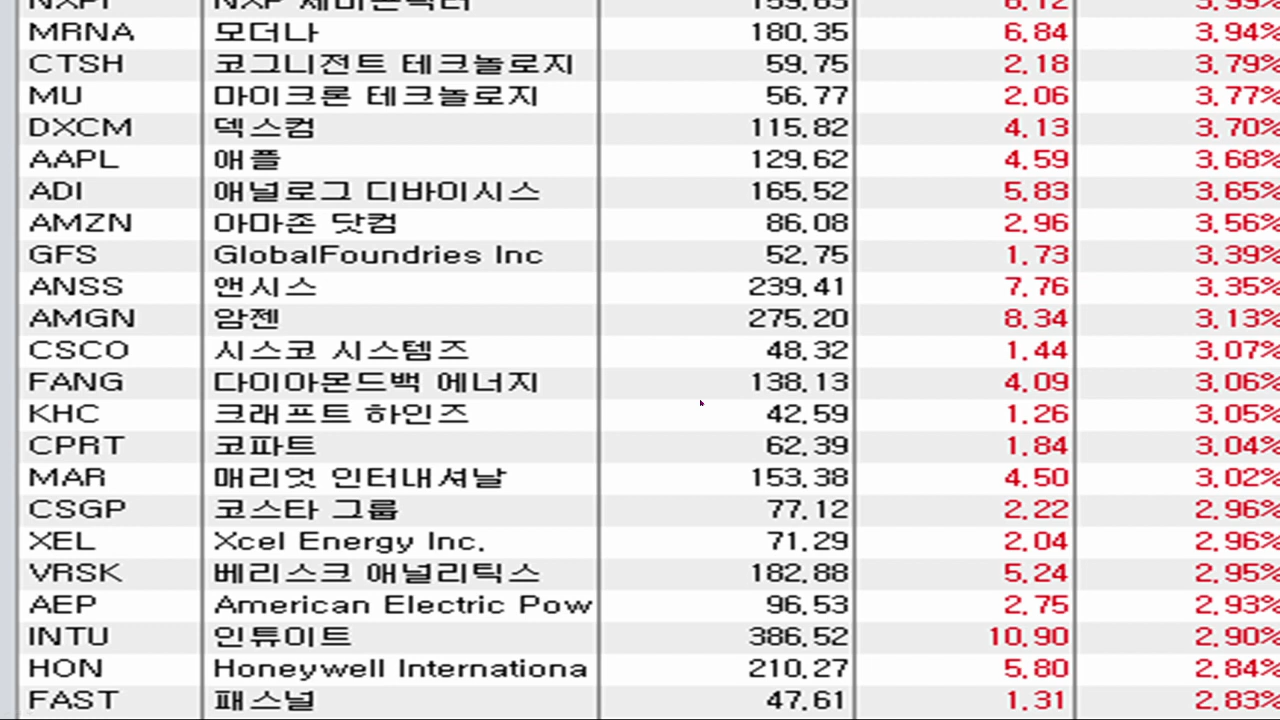 NXPI NXP 세미콘덕터 159.63 6.12 3.99%
MRNA 모더나 180.35 6.84 3.94%
CTSH 코그니전트 테크놀로지 59.75 2.18 3.79%
MU 마이크론 테크놀로지 56.77 2.06 3.77%
DXCM 덱스컴 115.82 4.13 3.70%
AAPL 애플 129.62 4.59 3.68%
ADI 애널로그 디바이시스 165.52 5.83 3.65%
AMZN 아마존 닷컴 86.08 2.96 3.56%
GFS GlobalFoundries Inc 52.75 1.73 3.39%
ANSS 앤시스 239.41 7.76 3.35%
AMGN 암젠 275.20 8.34 3.13%
CSCO 시스코 시스템즈 48.32 1.44 3.07%
FANG 다이아몬드백 에너지 138.13 4.09 3.06%
KHC 크래프트 하인즈 42.59 1.26 3.05%
CPRT 코파트 62.39 1.84 3.04%
MAR 매리엇 인터내셔날 153.38 4.50 3.02%
CSGP 코스타 그룹 77.12 2.22 2.96%
XEL Xcel Energy Inc. 71.29 2.04 2.96%
VRSK 베리스크 애널리틱스 182.88 5.24 2.95%
AEP American Electric Pow 96.53 2.75 2.93%
INTU 인튜이트 386.52 10.90 2.90%
HON Honeywell Internationa 210.27 5.80 2.84%
FAST 패스널 47.61 1.31 2.83%